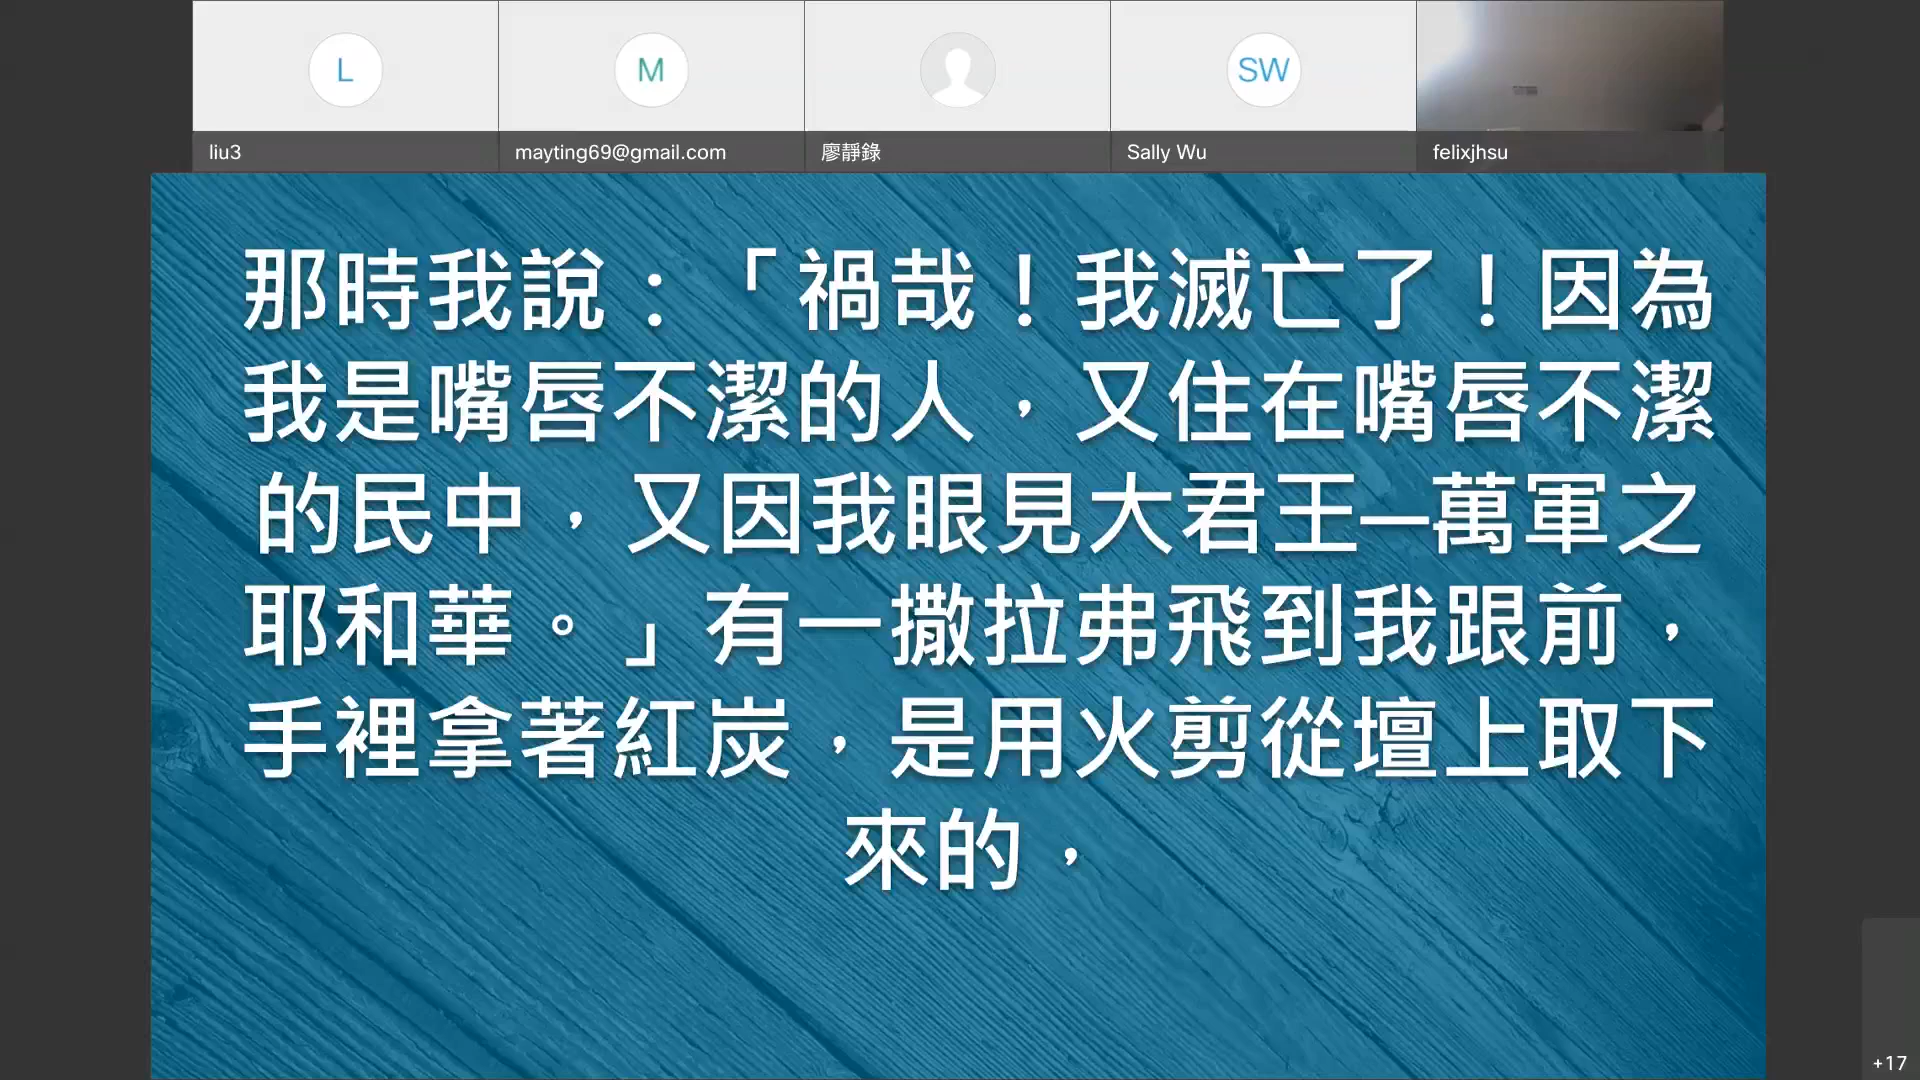 L
M
SW
liu3
mayting69@gmail.com
廖靜錄
Sally Wu
felixjhsu
那時我說：「禍哉！我滅亡了！因為
我是嘴唇不潔的人，又住在嘴唇不潔
的民中，又因我眼見大君王—萬軍之
耶和華。」有一撒拉弗飛到我跟前，
手裡拿著紅炭，是用火剪從壇上取下
來的，
+17